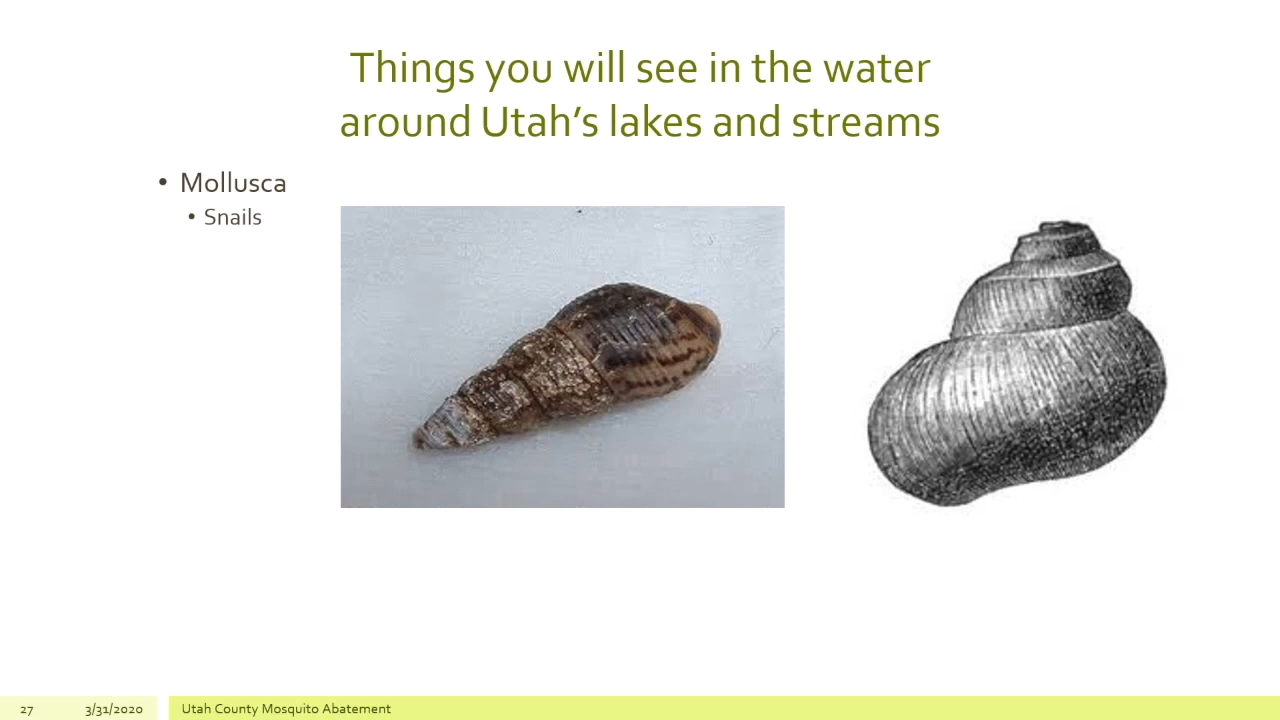 Things you will see in the water
around Utah’s lakes and streams
• Mollusca
• Snails
27 3/31/2020 Utah County Mosquito Abatement